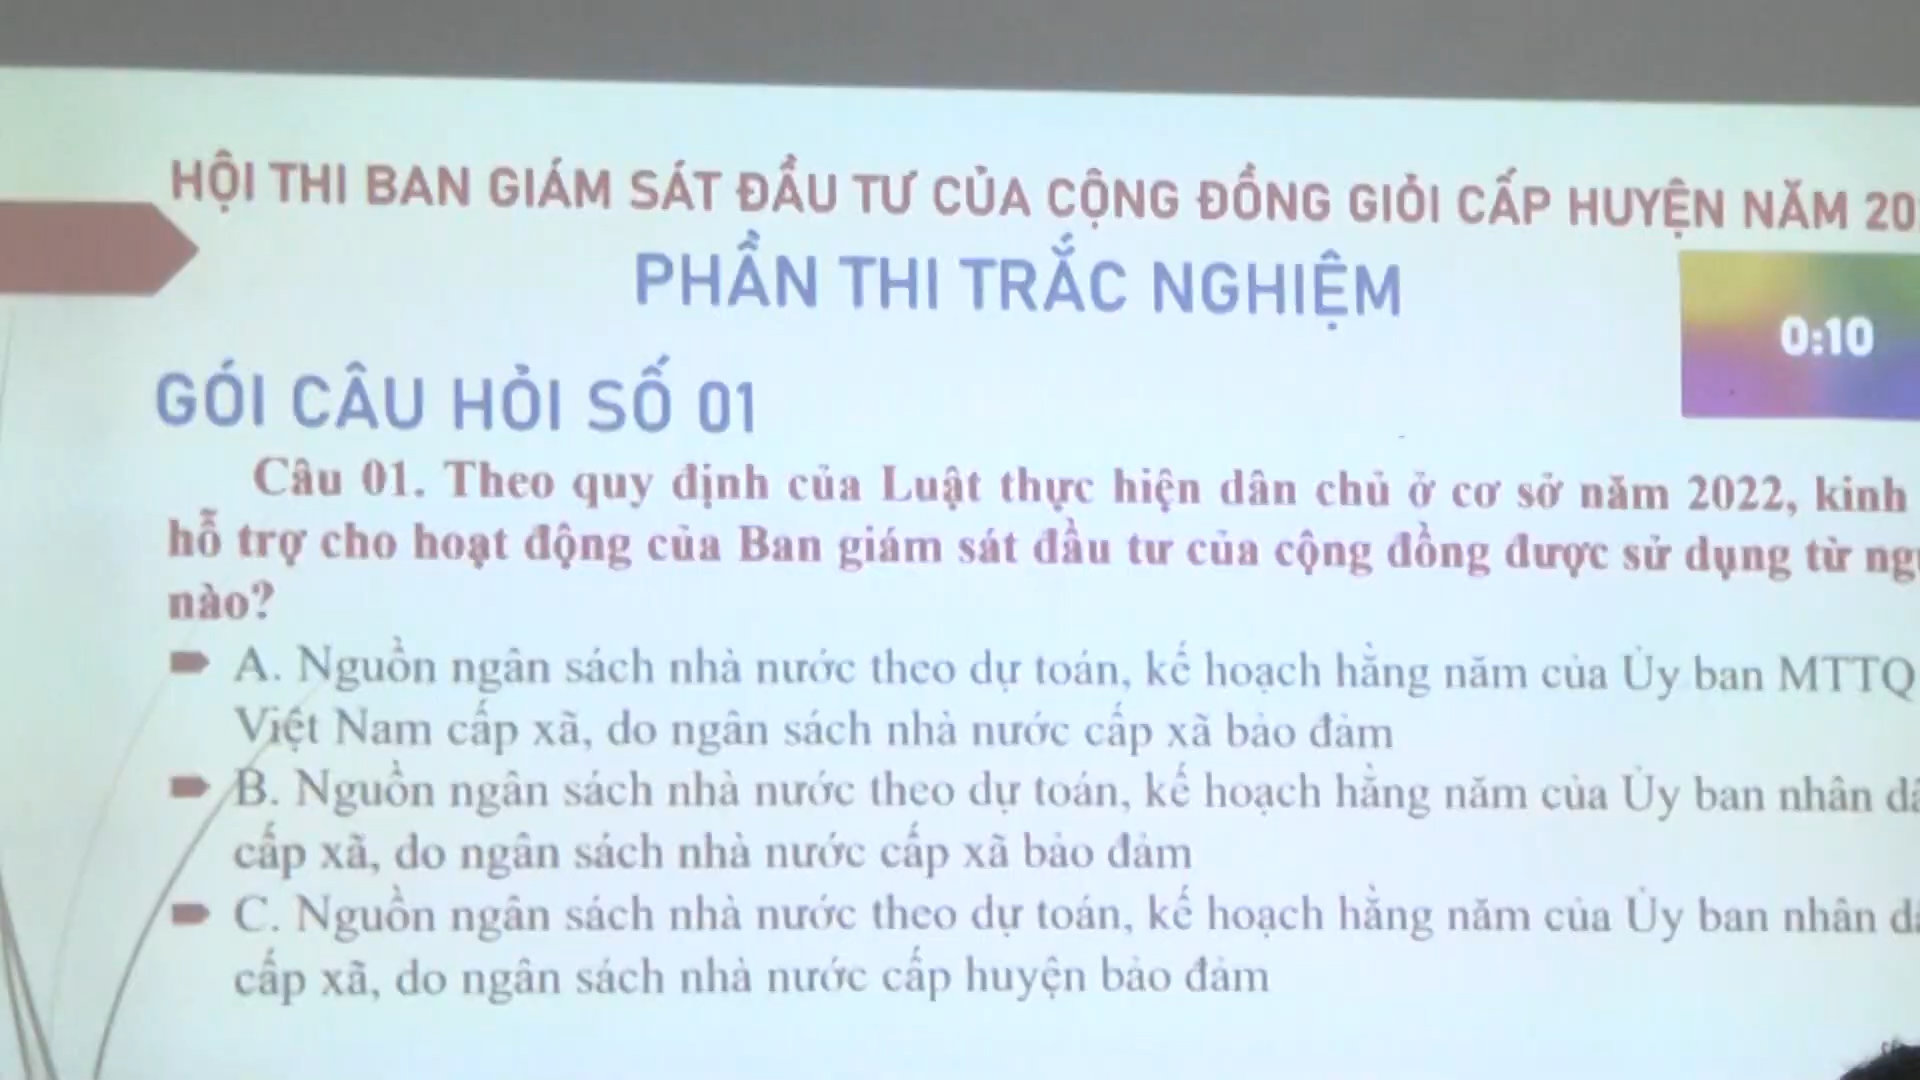 HỘI THI BAN GIÁM SÁT ĐẦU TƯ CỦA CỘNG ĐỒNG GIỎI CẤP HUYỆN NĂM 20
PHẦN THI TRẮC NGHIỆM
0:10
GÓI CÂU HỎI SỐ 01
Câu 01. Theo quy định của Luật thực hiện dân chủ ở cơ sở năm 2022, kinh
hỗ trợ cho hoạt động của Ban giám sát đầu tư của cộng đồng được sử dụng từ
nào?
A. Nguồn ngân sách nhà nước theo dự toán, kế hoạch hằng năm của Ủy ban MTTQ
Việt Nam cấp xã, do ngân sách nhà nước cấp xã bảo đảm
B. Nguồn ngân sách nhà nước theo dự toán, kế hoạch hằng năm của Ủy ban nhân
cấp xã, do ngân sách nhà nước cấp xã bảo đảm
C. Nguồn ngân sách nhà nước theo dự toán, kế hoạch hằng năm của Ủy ban nhân
cấp xã, do ngân sách nhà nước cấp huyện bảo đảm